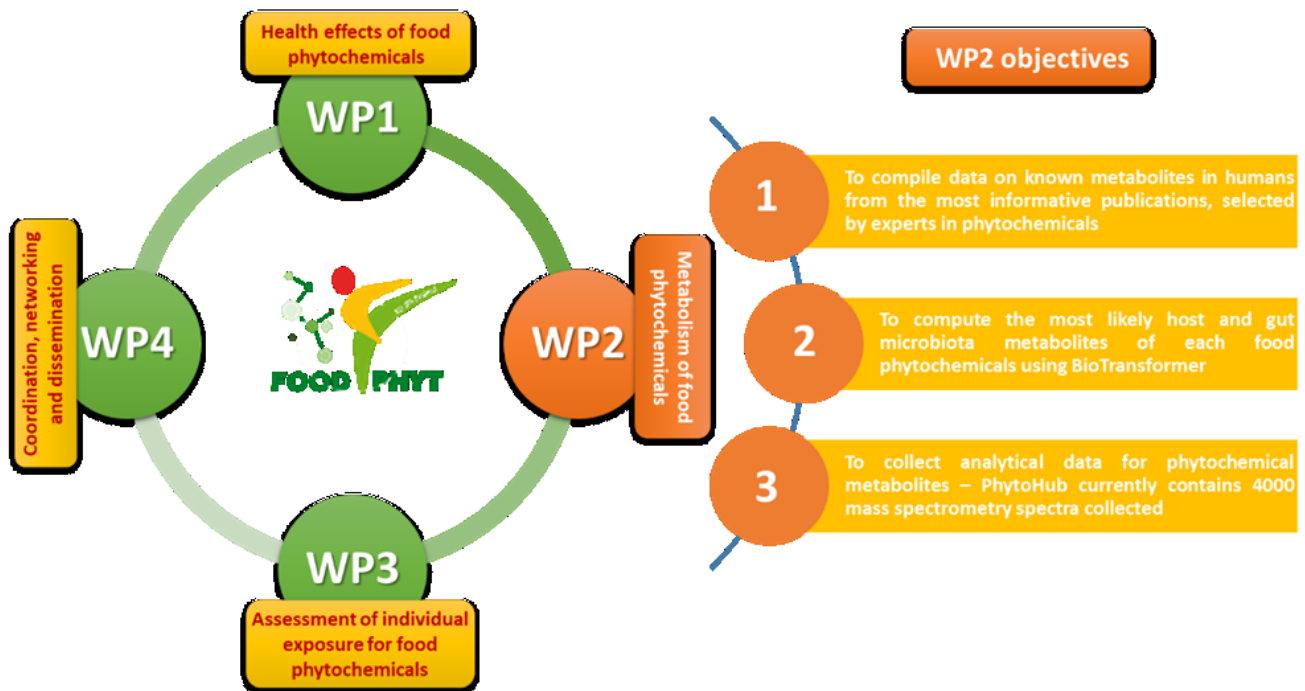 Health effects of food
phytochemicals
WP1
WP2
Metabolism of food
phytochemicals
WP3
Assessment of individual
exposure for food
phytochemicals
WP4
Coordination, networking
and dissemination
FOOD PHYT
WP2 objectives
1
To compile data on known metabolites in humans
from the most informative publications, selected
by experts in phytochemicals
2
To compute the most likely host and gut
microbiota metabolites of each food
phytochemicals using BioTransformer
3
To collect analytical data for phytochemical
metabolites – PhytoHub currently contains 4000
mass spectrometry spectra collected